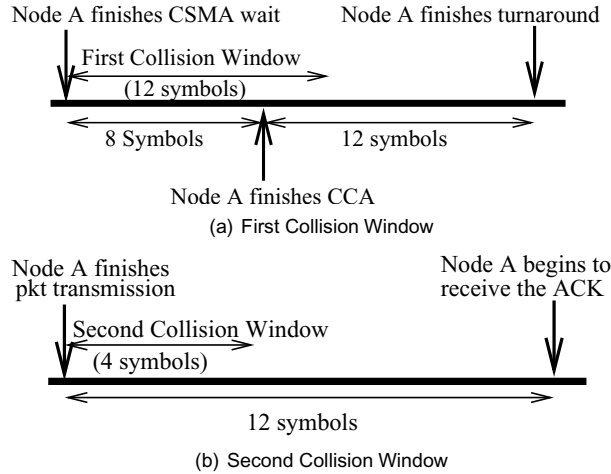 Node A finishes CSMA wait
Node A finishes turnaround
First Collision Window
(12 symbols)
8 Symbols
12 symbols
Node A finishes CCA
(a) First Collision Window
Node A finishes
pkt transmission
Node A begins to
receive the ACK
Second Collision Window
(4 symbols)
12 symbols
(b) Second Collision Window